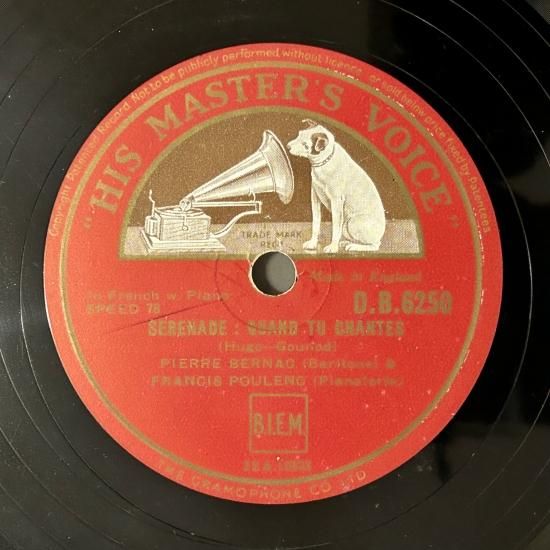 Copyright Patented Record. Not to be publicly performed without licence or sold below price fixed by Patentees
"HIS MASTER'S VOICE"
TRADE MARK
REGD
Made in England
In French w. Piano
SPEED 78
D.B.6250
SERENADE : QUAND TU CHANTES
(Hugo—Gounod)
PIERRE BERNAC (Baritone) &
FRANCIS POULENC (Pianoforte)
B.I.E.M.
THE GRAMOPHONE CO LTD